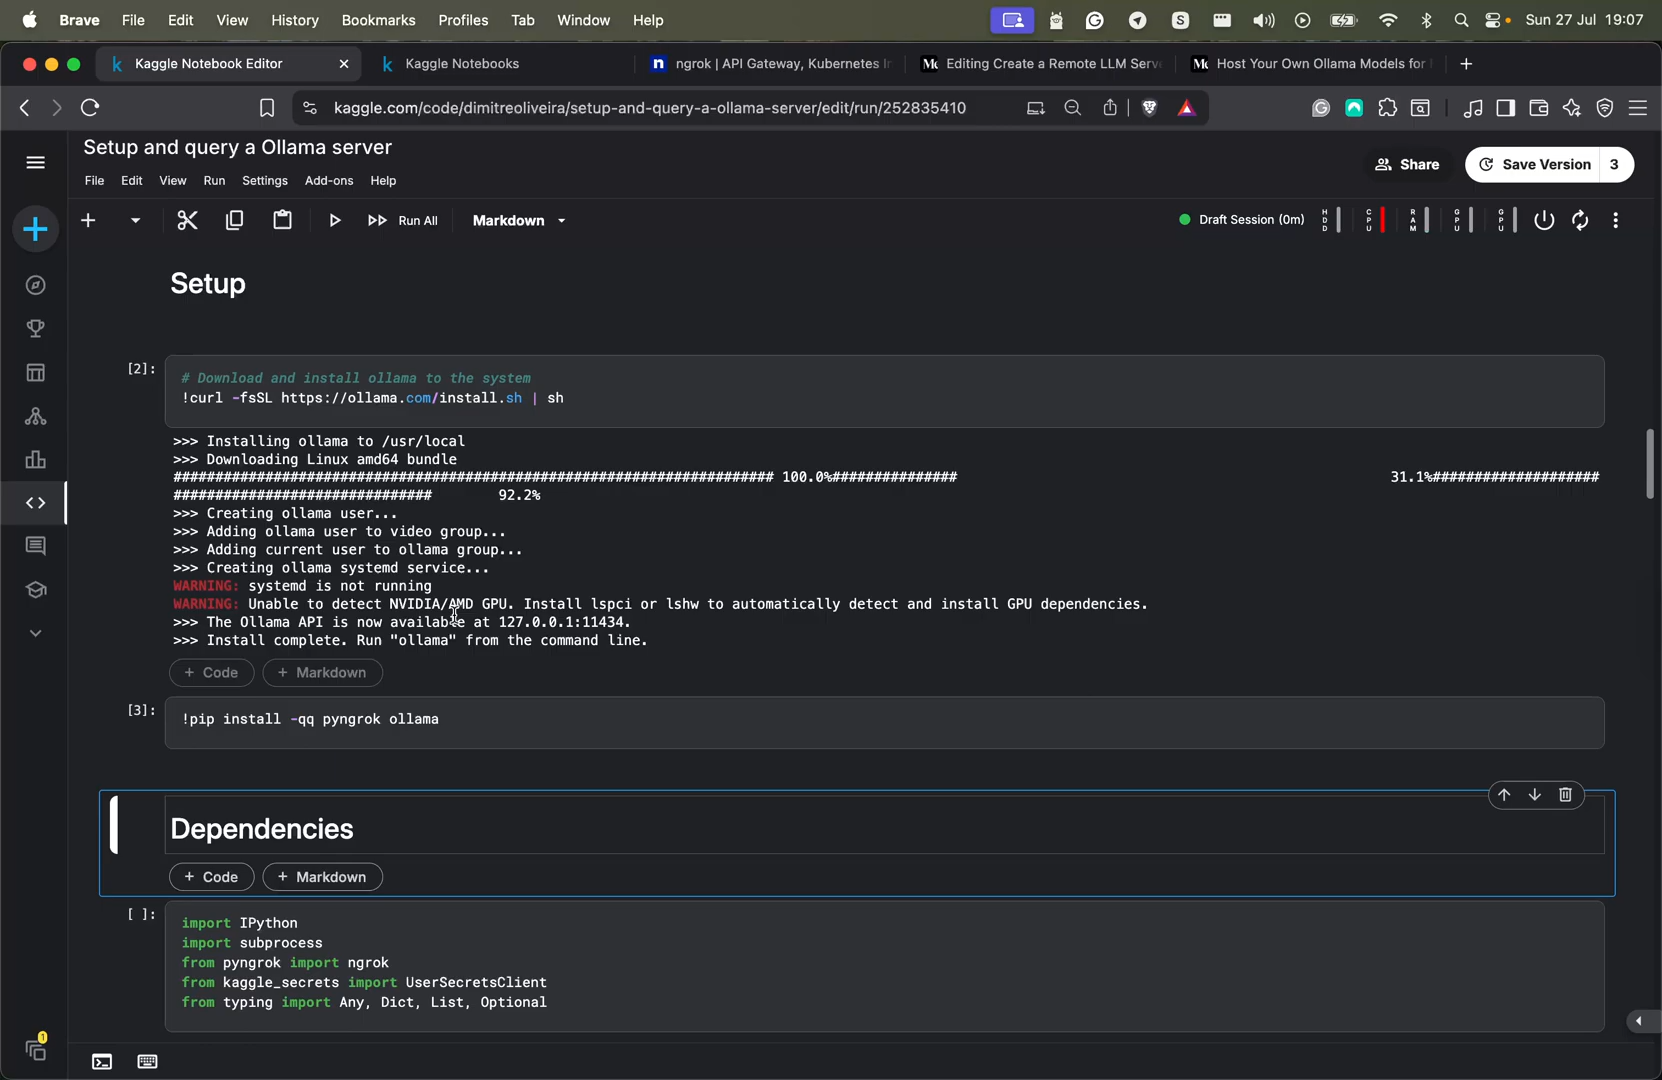 Brave File Edit View History Bookmarks Profiles Tab Window Help Sun 27 Jul 19:07
Kaggle Notebook Editor Kaggle Notebooks ngrok | API Gateway, Kubernetes In Editing Create a Remote LLM Serv Host Your Own Ollama Models for
kaggle.com/code/dimitreoliveira/setup-and-query-a-ollama-server/edit/run/252835410
Setup and query a Ollama server
Share
Save Version 3
File Edit View Run Settings Add-ons Help
Run All
Markdown
Draft Session (0m) HDD CPU RAM GPU GPU
Setup
[2]:
# Download and install ollama to the system
!curl -fsSL https://ollama.com/install.sh | sh
>>> Installing ollama to /usr/local
>>> Downloading Linux amd64 bundle
######################################################################## 100.0%############### 31.1%####################
############################### 92.2%
>>> Creating ollama user...
>>> Adding ollama user to video group...
>>> Adding current user to ollama group...
>>> Creating ollama systemd service...
WARNING: systemd is not running
WARNING: Unable to detect NVIDIA/AMD GPU. Install lspci or lshw to automatically detect and install GPU dependencies.
>>> The Ollama API is now available at 127.0.0.1:11434.
>>> Install complete. Run "ollama" from the command line.
+ Code + Markdown
[3]:
!pip install -qq pyngrok ollama
Dependencies
+ Code + Markdown
[ ]:
import IPython
import subprocess
from pyngrok import ngrok
from kaggle_secrets import UserSecretsClient
from typing import Any, Dict, List, Optional
1